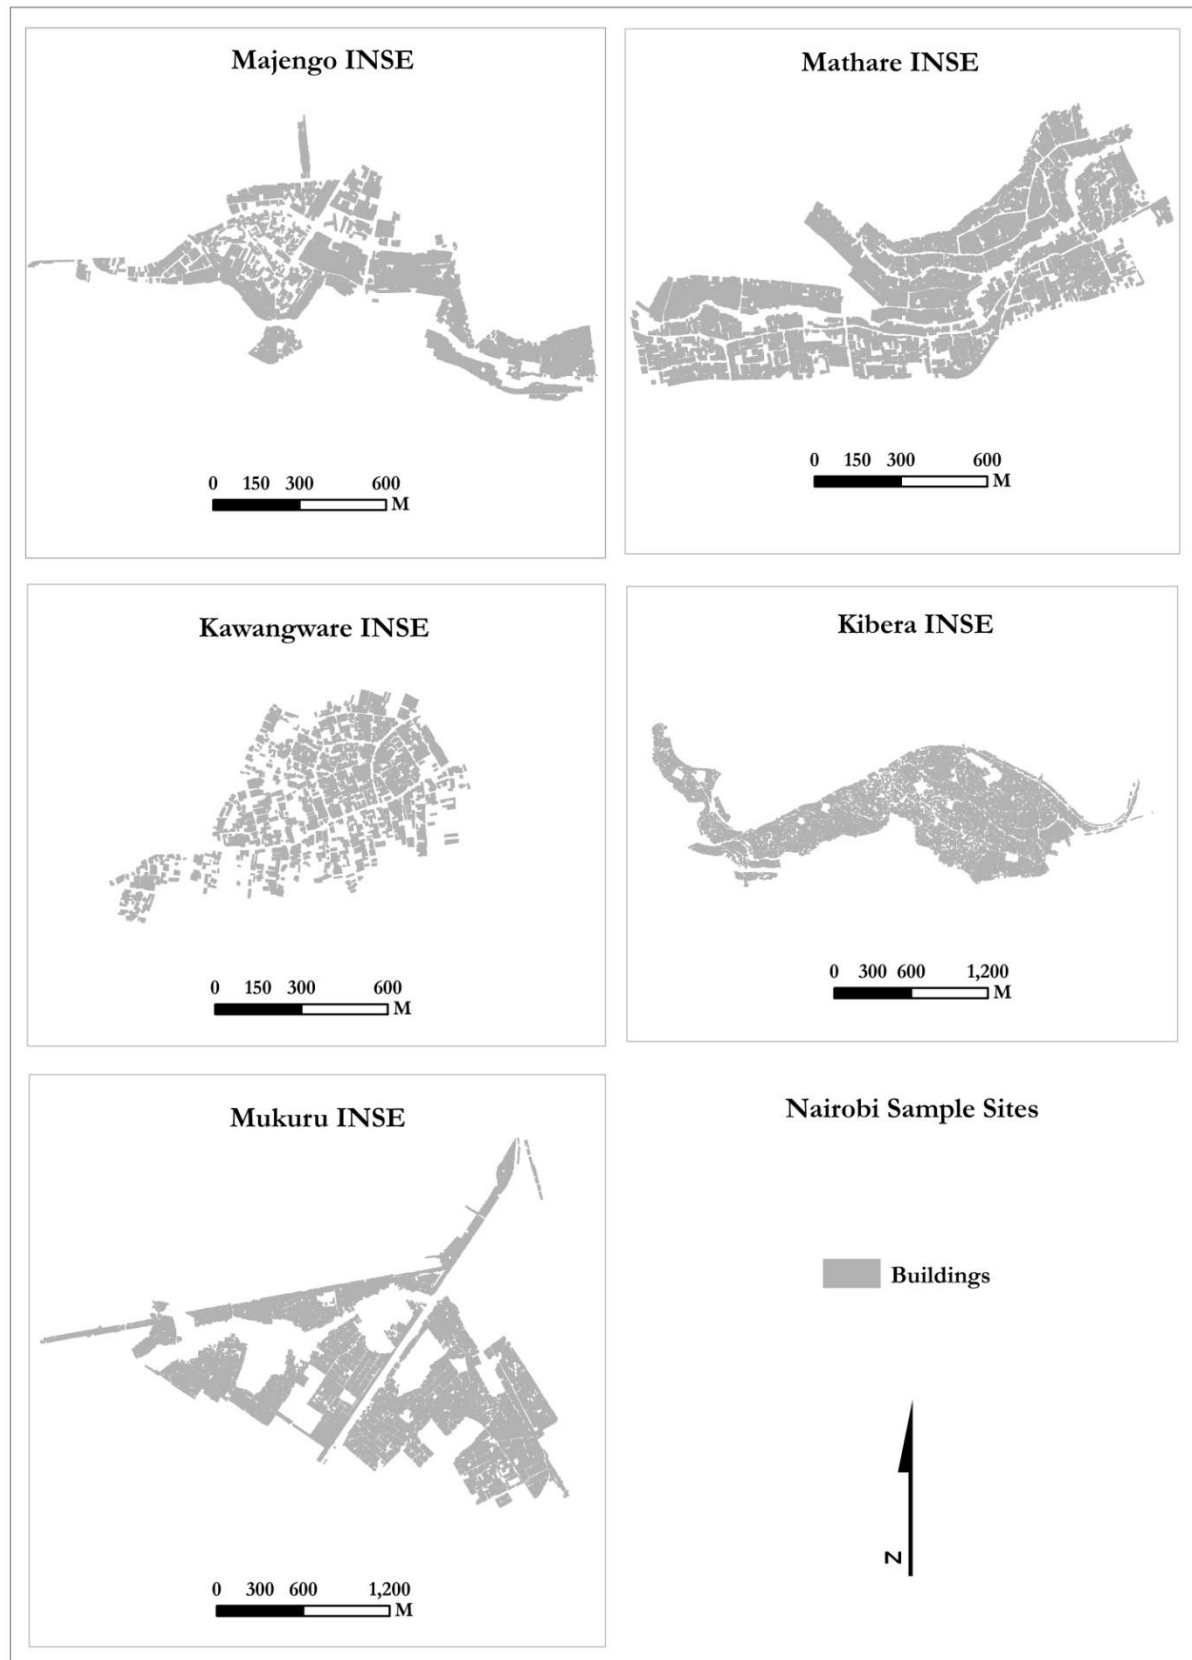 Majengo INSE
0 150 300 600
M
Mathare INSE
0 150 300 600
M
Kawangware INSE
0 150 300 600
M
Kibera INSE
0 300 600 1,200
M
Mukuru INSE
0 300 600 1,200
M
Nairobi Sample Sites
Buildings
N